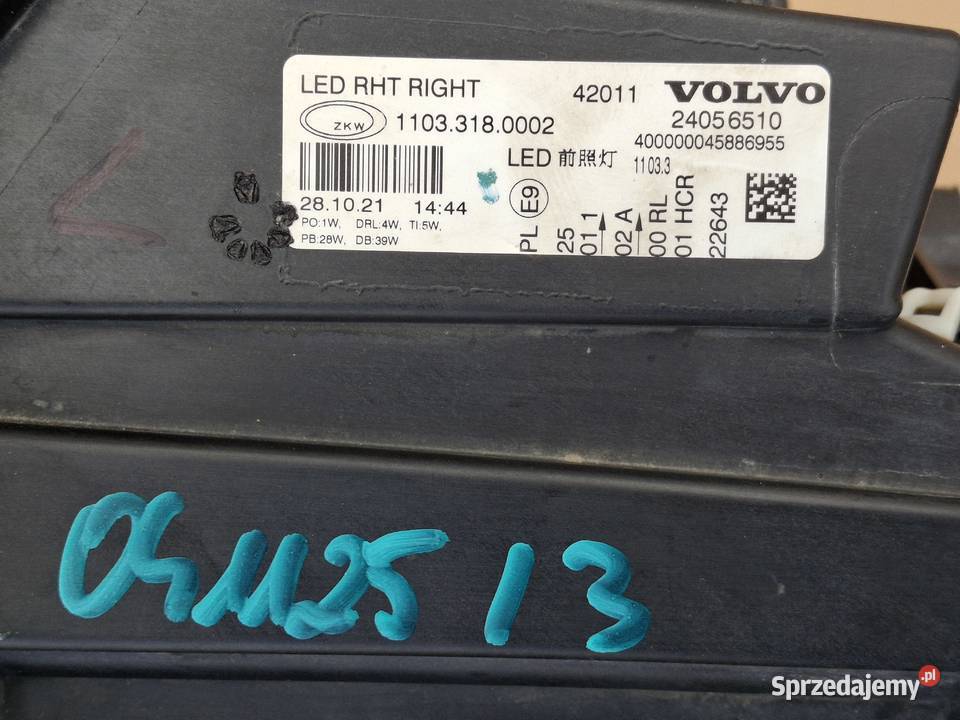 LED RHT RIGHT 42011 VOLVO
ZKW 1103.318.0002 24056510
400000045886955
LED 前照灯 1103.3
28.10.21 14:44
PO:1W, DRL:4W, TI:5W,
PB:28W, DB:39W
E9
PL
25
01 1
02 A
00 RL
01 HCR
22643
041125 13
Sprzedajemy.pl